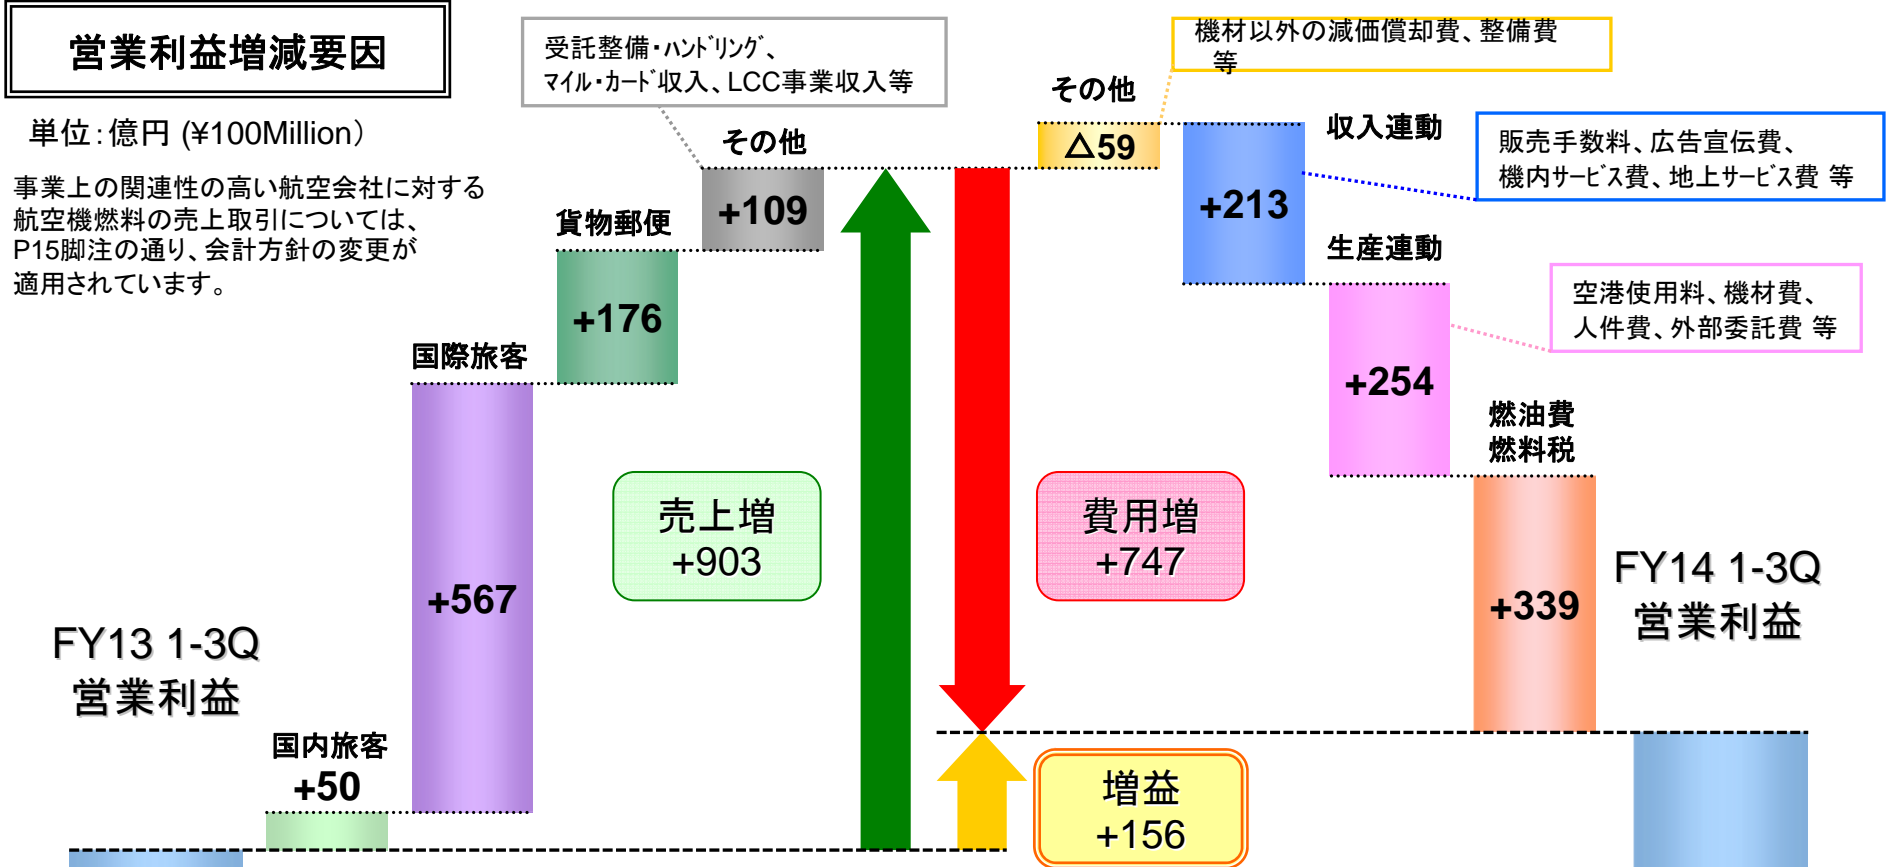 営業利益増減要因
単位：億円 (¥100Million）
事業上の関連性の高い航空会社に対する
航空機燃料の売上取引については、
P15脚注の通り、会計方針の変更が
適用されています。
受託整備・ﾊﾝﾄﾞﾘﾝｸﾞ、
ﾏｲﾙ・ｶｰﾄﾞ収入、LCC事業収入等
その他
+109
貨物郵便
+176
国際旅客
+567
FY13 1-3Q
営業利益
国内旅客
+50
売上増
+903
機材以外の減価償却費、整備費
等
その他
△59
収入連動
+213
販売手数料、広告宣伝費、
機内ｻｰﾋﾞｽ費、地上ｻｰﾋﾞｽ費 等
生産連動
+254
空港使用料、機材費、
人件費、外部委託費 等
燃油費
燃料税
+339
費用増
+747
FY14 1-3Q
営業利益
増益
+156